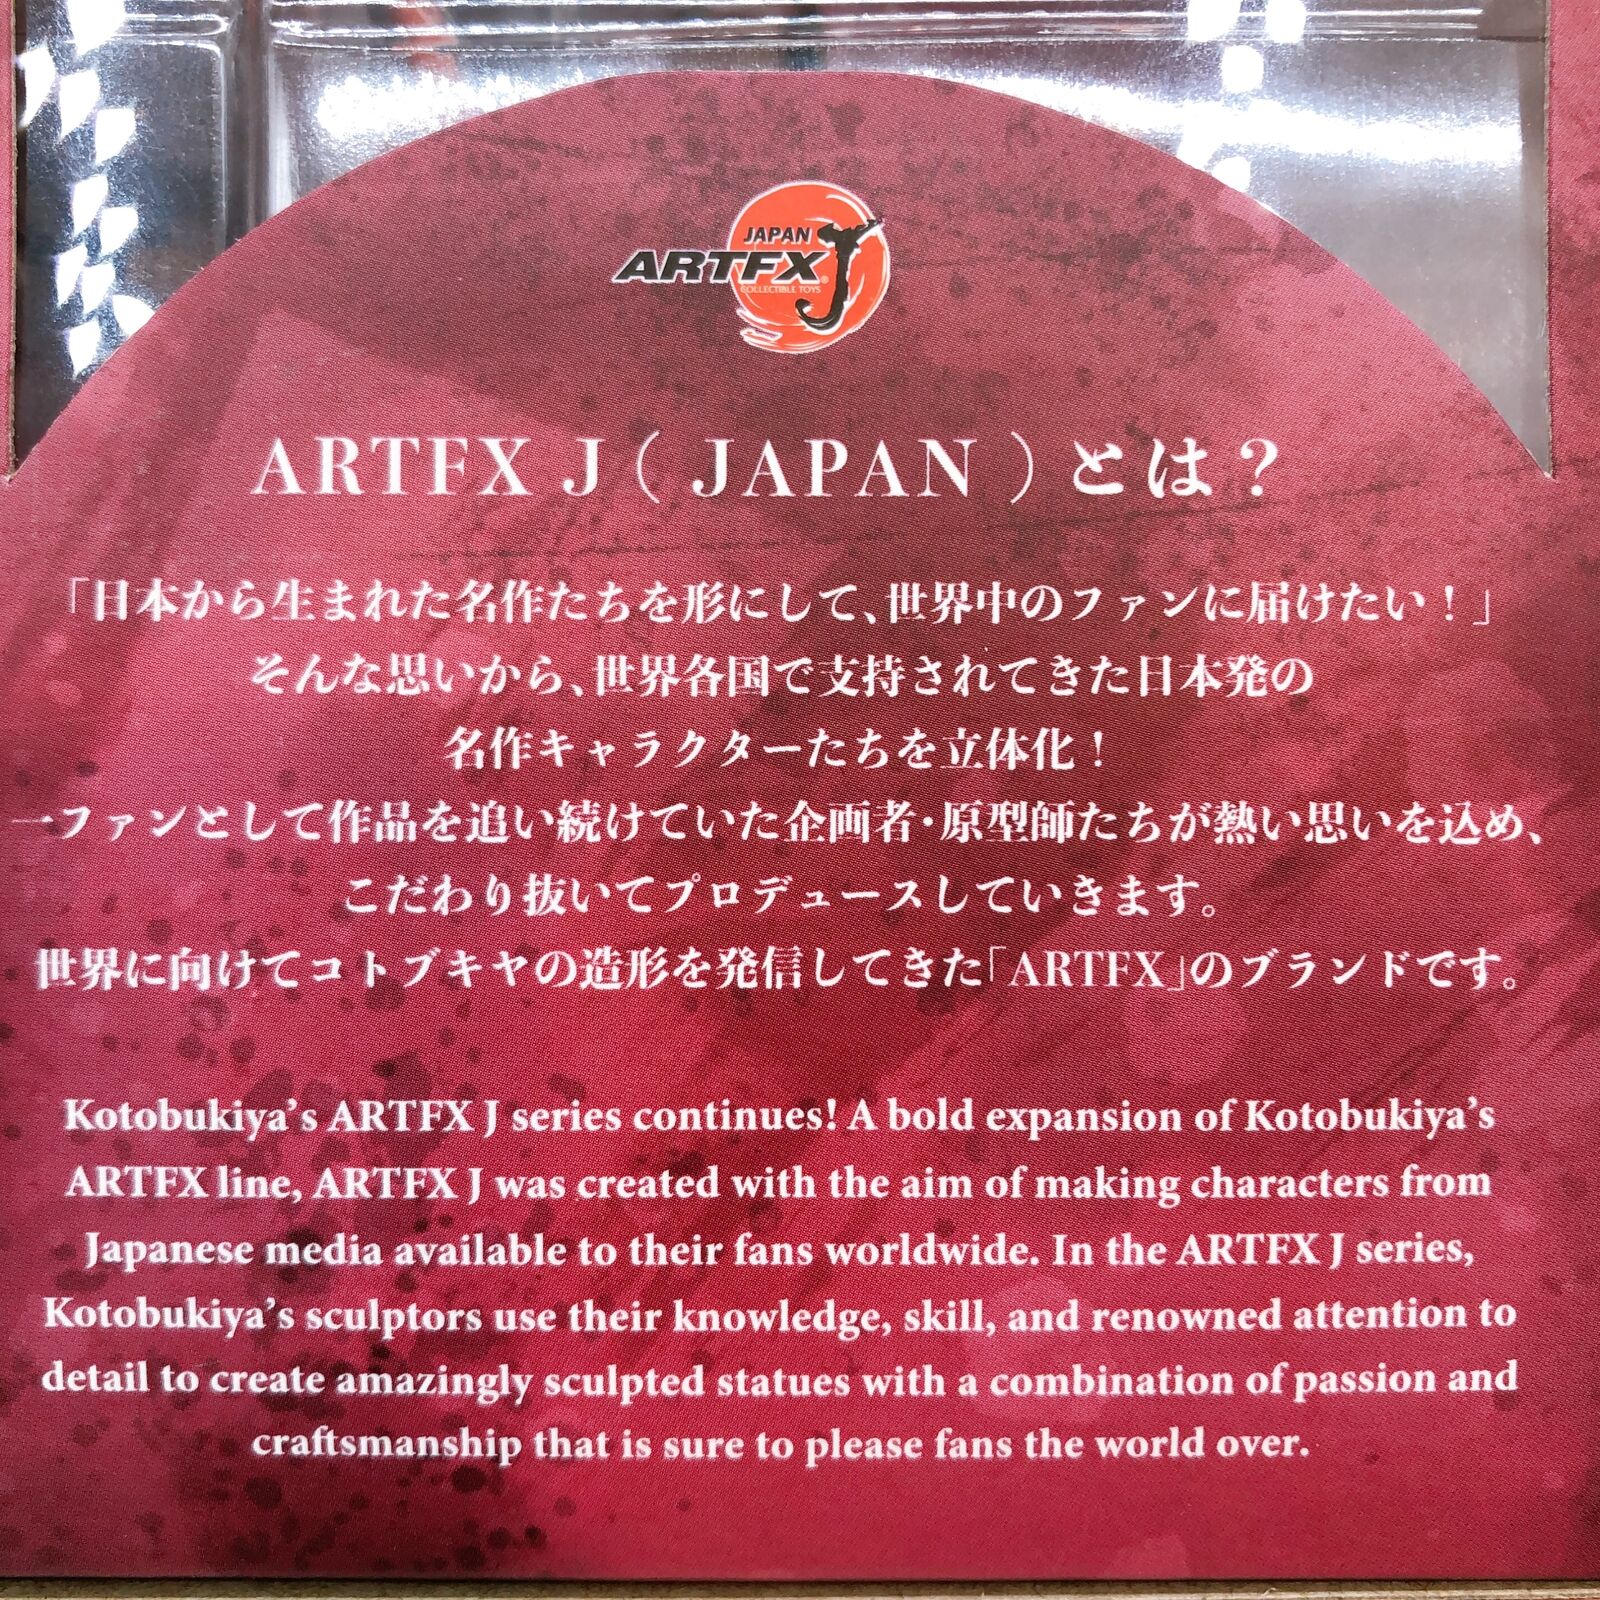 JAPAN
ARTFX J®
COLLECTIBLE TOYS
ARTFX J（JAPAN）とは？
「日本から生まれた名作たちを形にして、世界中のファンに届けたい！」
そんな思いから、世界各国で支持されてきた日本発の
名作キャラクターたちを立体化！
一ファンとして作品を追い続けていた企画者・原型師たちが熱い思いを込め、
こだわり抜いてプロデュースしていきます。
世界に向けてコトブキヤの造形を発信してきた「ARTFX」のブランドです。
Kotobukiya’s ARTFX J series continues! A bold expansion of Kotobukiya’s
ARTFX line, ARTFX J was created with the aim of making characters from
Japanese media available to their fans worldwide. In the ARTFX J series,
Kotobukiya’s sculptors use their knowledge, skill, and renowned attention to
detail to create amazingly sculpted statues with a combination of passion and
craftsmanship that is sure to please fans the world over.